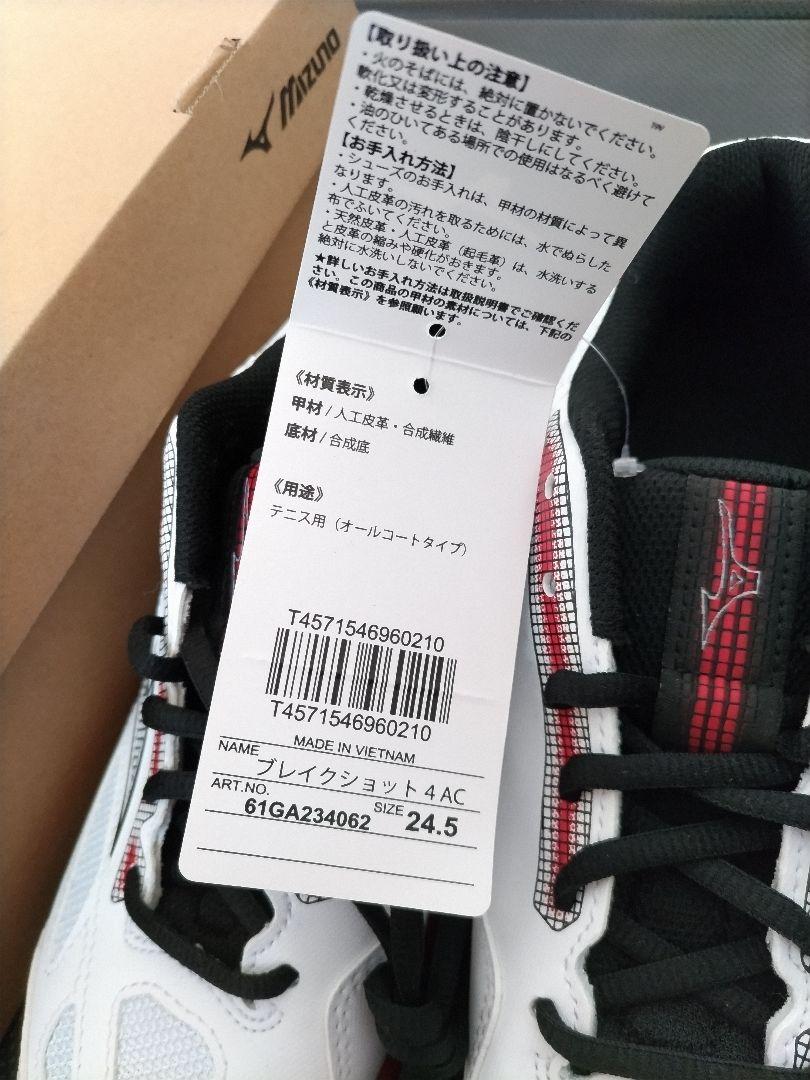 MIZUNO
【取り扱い上の注意】
・火のそばには、絶対に置かないでください。
軟化又は変形することがあります。
・乾燥させるときは、陰干しにしてください。
・油のひいてある場所での使用はなるべく避けて
ください。
【お手入れ方法】
・シューズのお手入れは、甲材の材質によって異
なります。
・人工皮革の汚れを取るためには、水でぬらした
布でふいてください。
・天然皮革・人工皮革（起毛革）は、水洗いする
と皮革の縮みや硬化がおきます。
絶対に水洗いしないでください。
★詳しいお手入れ方法は取扱説明書でご確認くだ
さい。この商品の甲材の素材については、下記の
《材質表示》を参照願います。
《材質表示》
甲材 / 人工皮革・合成繊維
底材 / 合成底
《用途》
テニス用（オールコートタイプ）
T4571546960210
T4571546960210
MADE IN VIETNAM
NAME ブレイクショット 4 AC
ART.NO. 61GA234062 SIZE 24.5